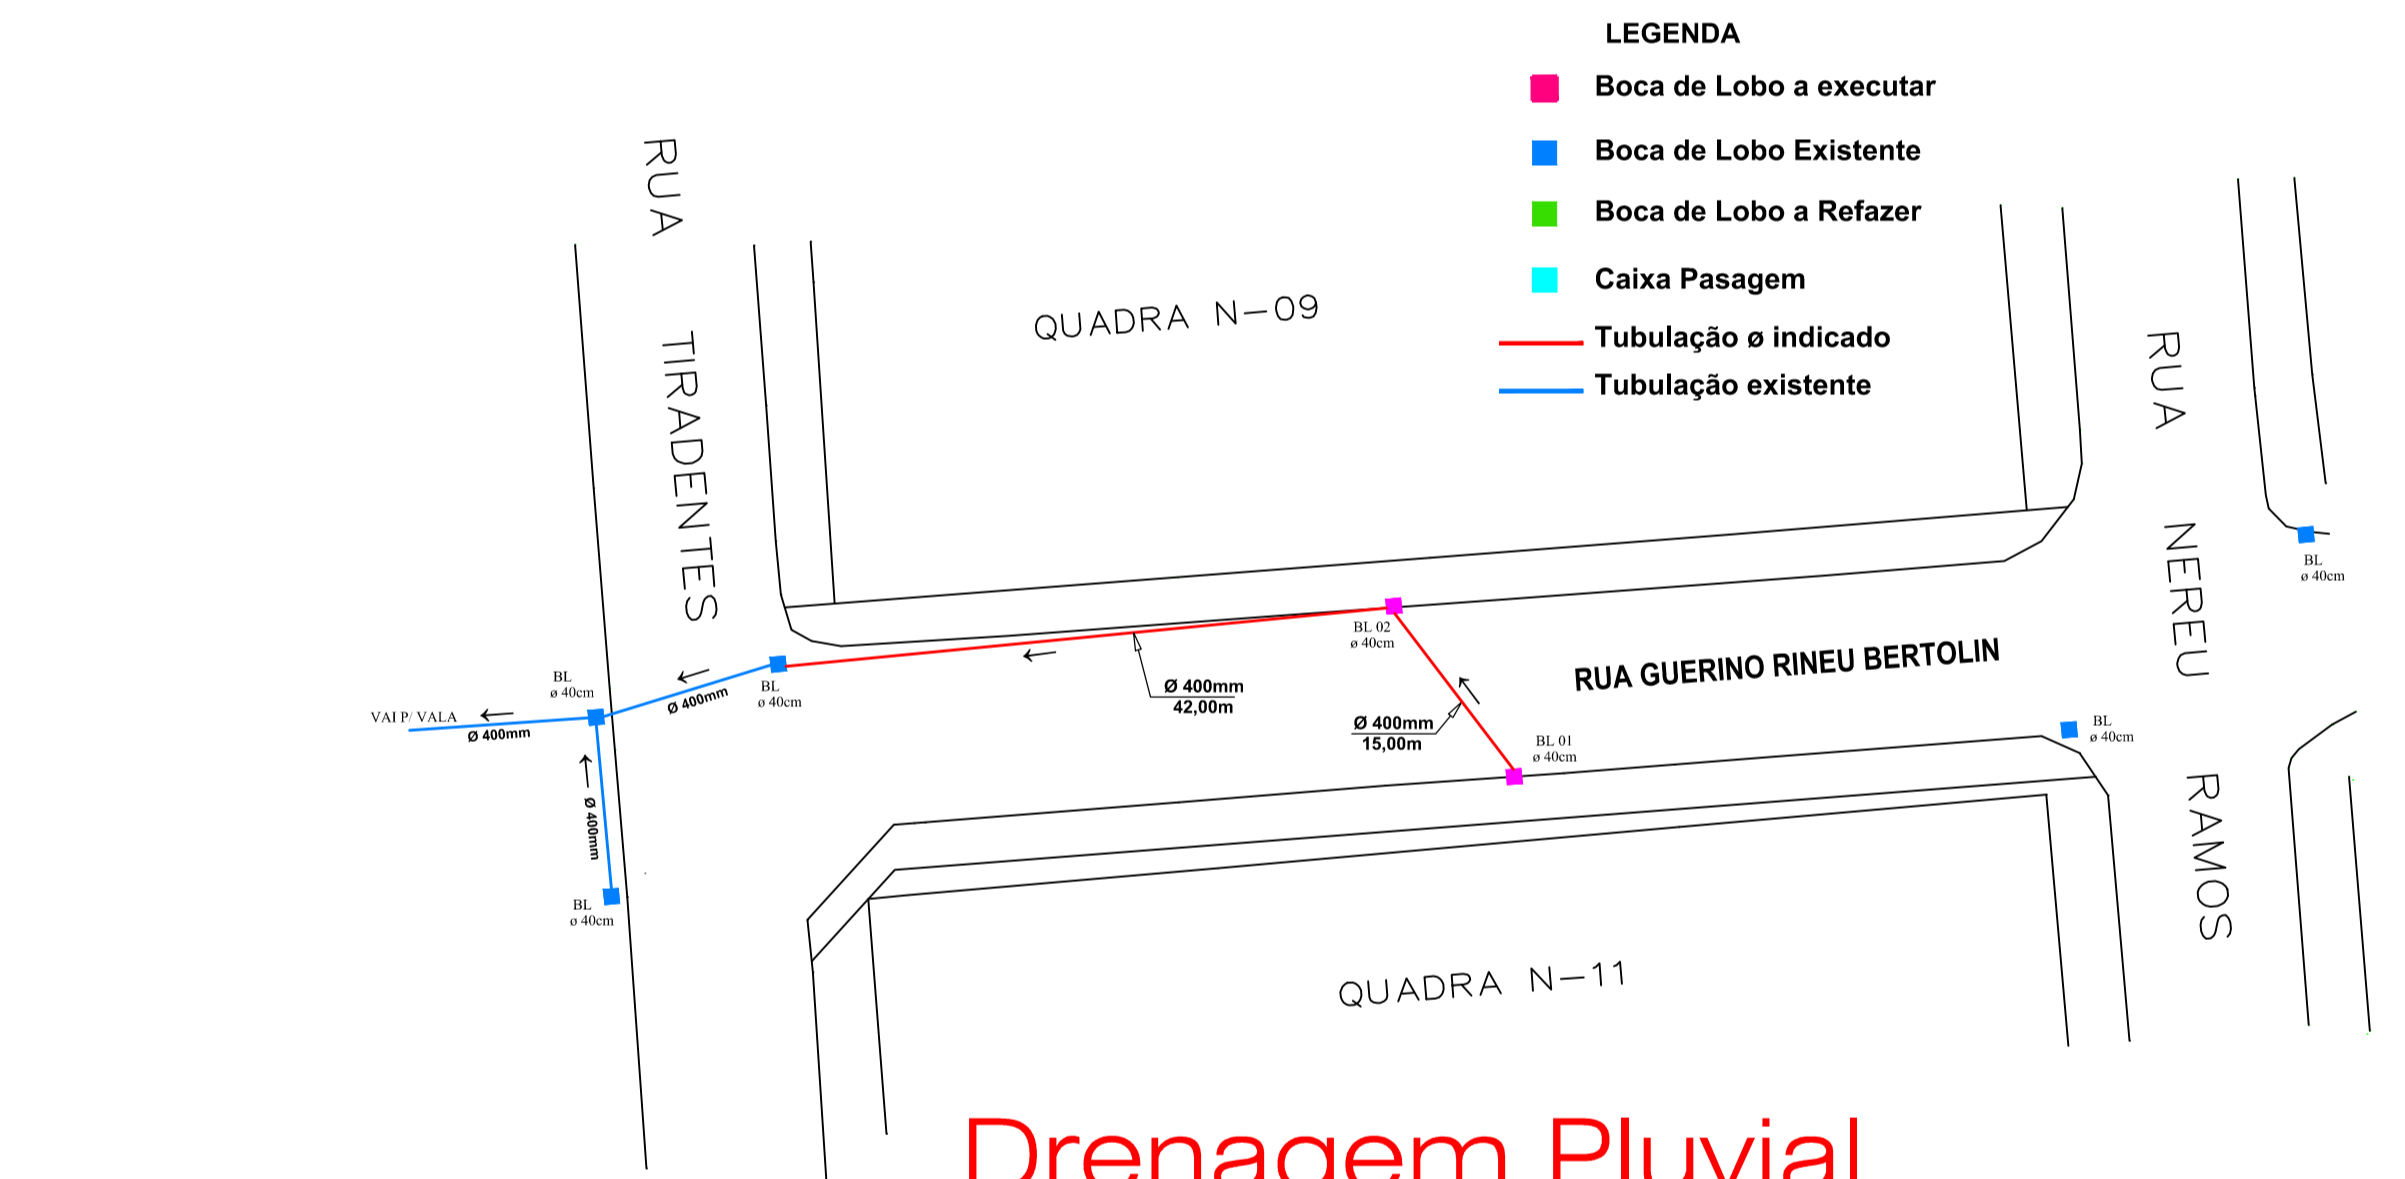 LEGENDA
Boca de Lobo a executar
Boca de Lobo Existente
Boca de Lobo a Refazer
Caixa Pasagem
Tubulação ø indicado
Tubulação existente
RUA TIRADENTES
QUADRA N-09
RUA NEREU RAMOS
BL
ø 40cm
BL 02
ø 40cm
RUA GUERINO RINEU BERTOLIN
BL
ø 40cm
BL
ø 40cm
Ø 400mm
Ø 400mm
42,00m
VAI P/ VALA
Ø 400mm
Ø 400mm
15,00m
BL 01
ø 40cm
BL
ø 40cm
Ø 400mm
BL
ø 40cm
QUADRA N-11
Drenagem Pluvial